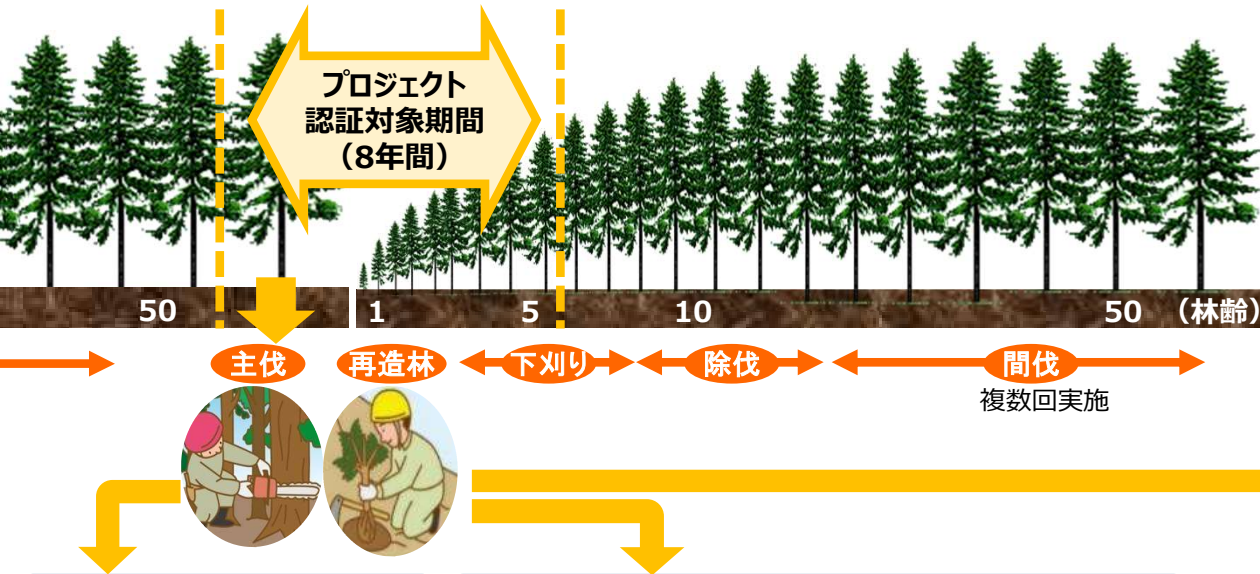 プロジェクト
認証対象期間
（8年間）
50
1
5
10
50
（林齢）
主伐
再造林
下刈り
除伐
間伐
複数回実施